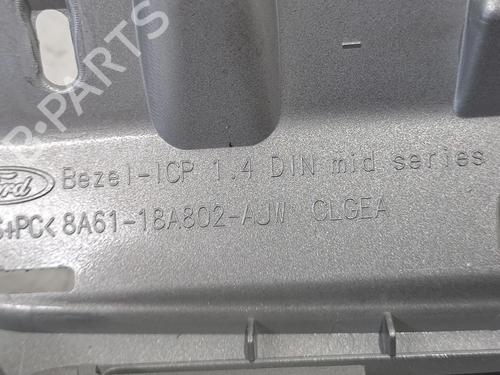 Ford Bezel-ICP 1.4 DIN mid series
S+PC< 8A61-18A802-AJW CLGEA
B-PARTS